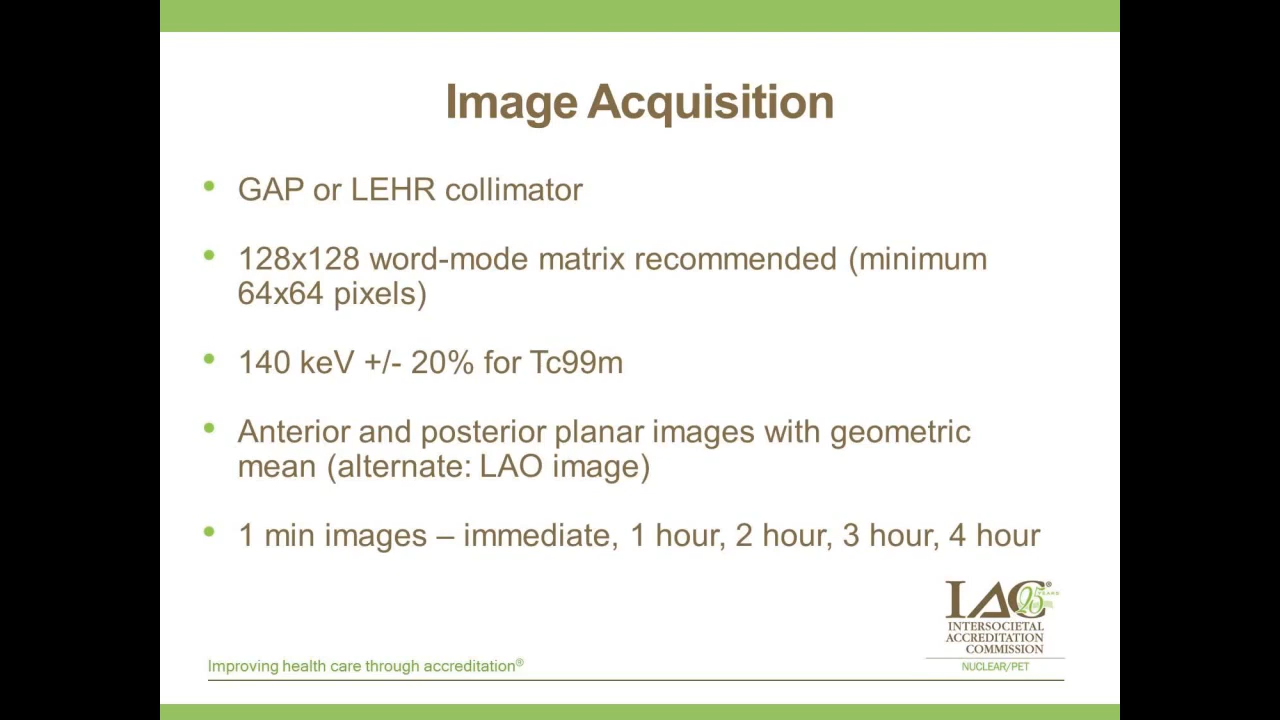 Image Acquisition
• GAP or LEHR collimator
• 128x128 word-mode matrix recommended (minimum
64x64 pixels)
• 140 keV +/- 20% for Tc99m
• Anterior and posterior planar images with geometric
mean (alternate: LAO image)
• 1 min images – immediate, 1 hour, 2 hour, 3 hour, 4 hour
IAC®
25 YEARS
INTERSOCIETAL
ACCREDITATION
COMMISSION
NUCLEAR/PET
Improving health care through accreditation®